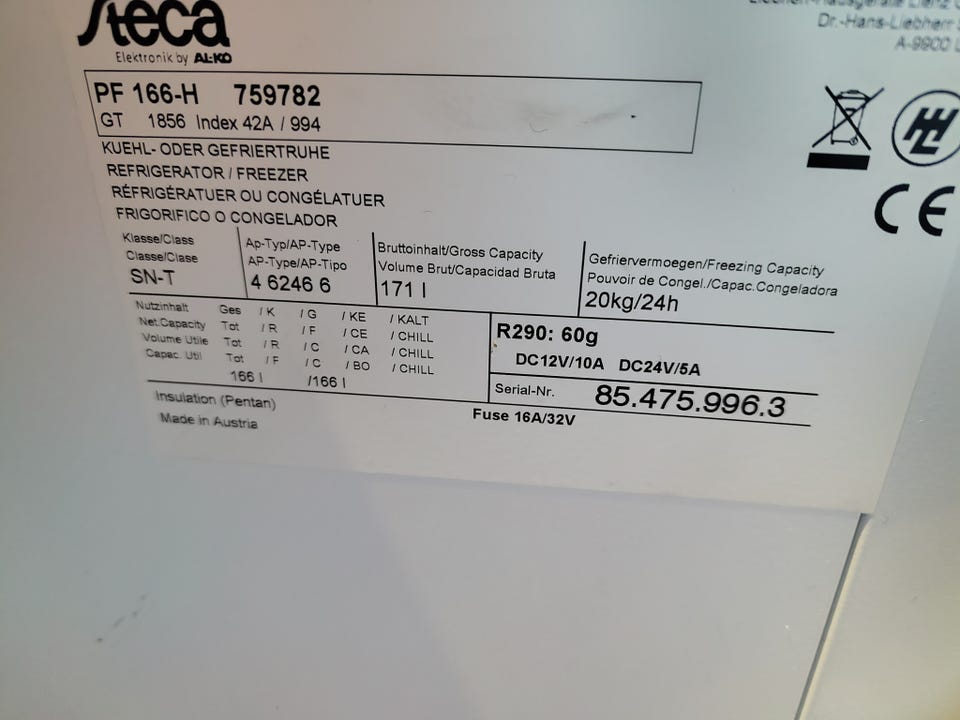 Steca
Elektronik by AL-KO
Dr.-Hans-Liebherr
A-9900
PF 166-H 759782
GT 1856 Index 42A / 994
KUEHL- ODER GEFRIERTRUHE
REFRIGERATOR / FREEZER
RÉFRIGÉRATUER OU CONGÉLATUER
FRIGORIFICO O CONGELADOR
CE
Klasse/Class
Classe/Clase
SN-T
Ap-Typ/AP-Type
AP-Type/AP-Tipo
4 6246 6
Bruttoinhalt/Gross Capacity
Volume Brut/Capacidad Bruta
171 l
Gefriervermoegen/Freezing Capacity
Pouvoir de Congel./Capac.Congeladora
20kg/24h
Nutzinhalt Ges / K / G / KE / KALT
Net.Capacity Tot / R / F / CE / CHILL
Volume Utile Tot / R / C / CA / CHILL
Capac. Util Tot / F / C / BO / CHILL
166 l /166 l
R290: 60g
DC12V/10A DC24V/5A
Serial-Nr. 85.475.996.3
Insulation (Pentan)
Made in Austria
Fuse 16A/32V